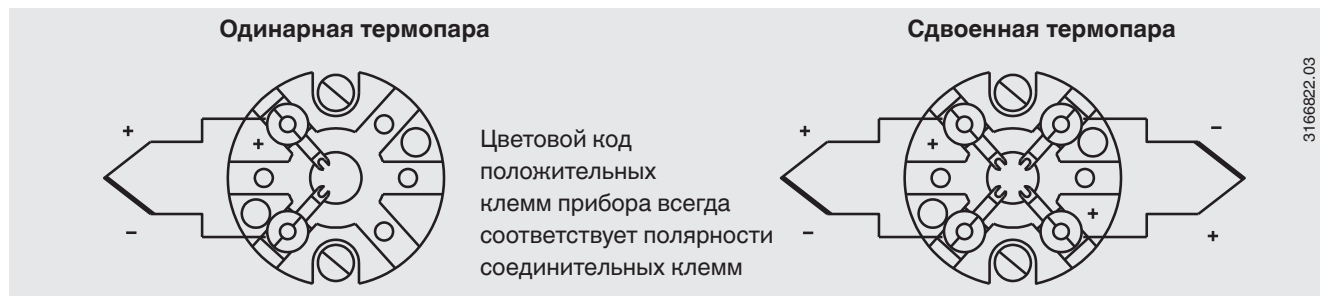 Одинарная термопара
Сдвоенная термопара
+
+
–
Цветовой код
положительных
клемм прибора всегда
соответствует полярности
соединительных клемм
+
+
–
–
+
+
3166822.03